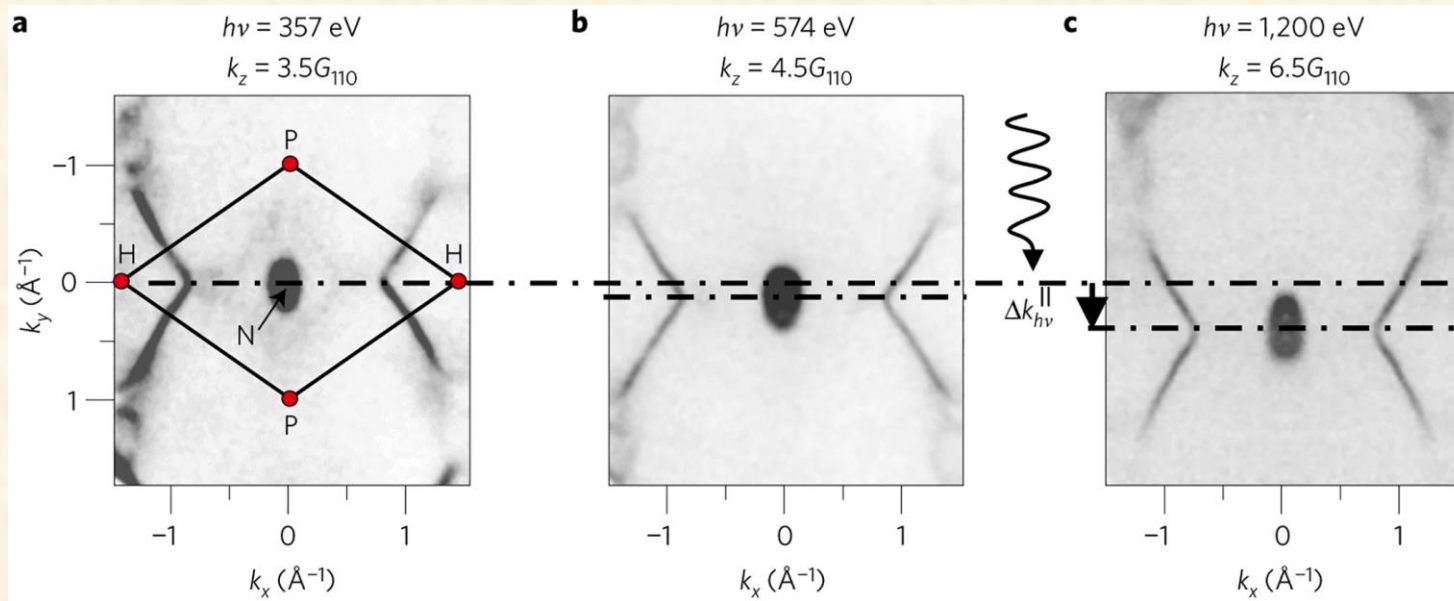 a
hν = 357 eV
k_z = 3.5G_110
b
hν = 574 eV
k_z = 4.5G_110
c
hν = 1,200 eV
k_z = 6.5G_110
k_y (Å⁻¹)
−1
0
1
P
H
H
N
P
Δk_hν^||
−1 0 1
k_x (Å⁻¹)
−1 0 1
k_x (Å⁻¹)
−1 0 1
k_x (Å⁻¹)